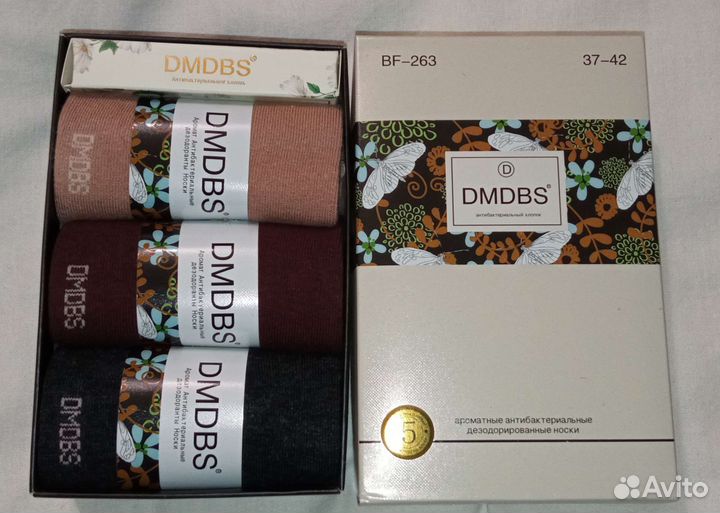 DMDBS®
Антибактериальный хлопок
DMDBS
DMDBS®
Аромат Антибактериальные
дезодоранты Носки
DMDBS
DMDBS®
Аромат Антибактериальные
дезодоранты Носки
DMDBS
DMDBS®
Аромат Антибактериальные
дезодоранты Носки
BF-263 37-42
D
DMDBS®
антибактериальный хлопок
5
ароматные антибактериальные
дезодорированные носки
Avito